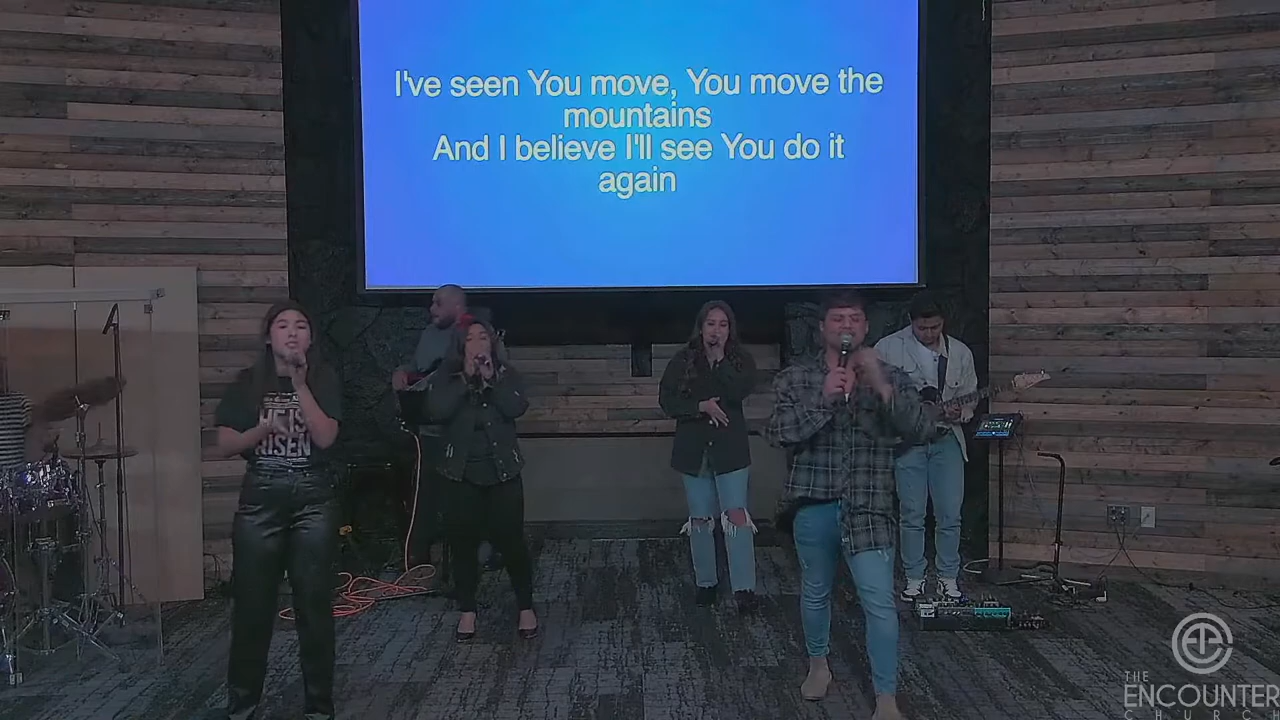 I've seen You move, You move the
mountains
And I believe I'll see You do it
again
HE IS
RISEN
THE
ENCOUNTER
CHURCH